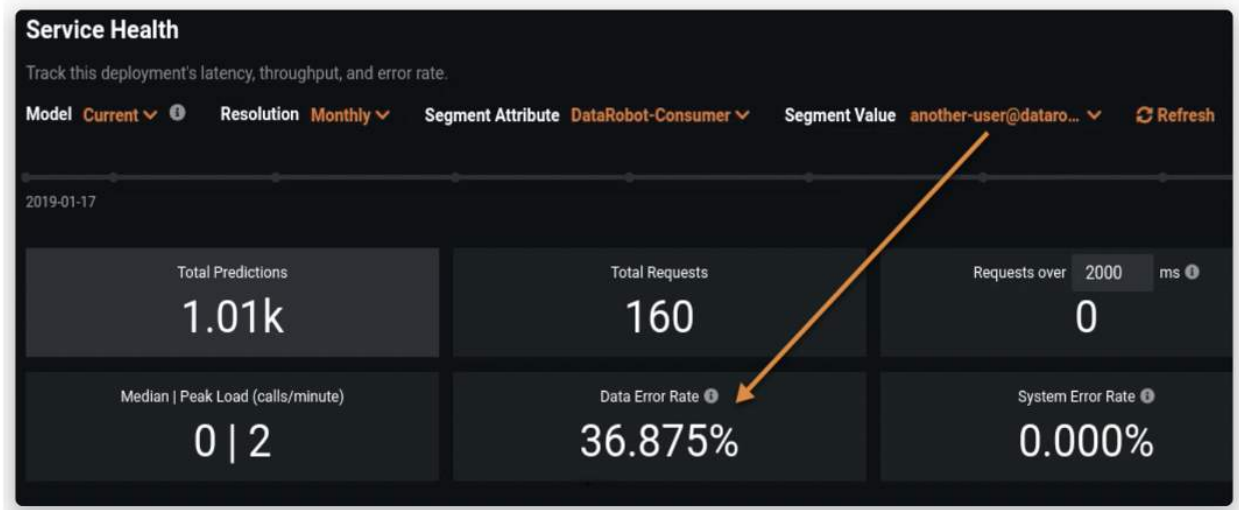 Service Health
Track this deployment's latency, throughput, and error rate.
Model Current Resolution Monthly Segment Attribute DataRobot-Consumer Segment Value another-user@dataro... Refresh
2019-01-17
Total Predictions
1.01k
Total Requests
160
Requests over 2000 ms
0
Median | Peak Load (calls/minute)
0 | 2
Data Error Rate
36.875%
System Error Rate
0.000%